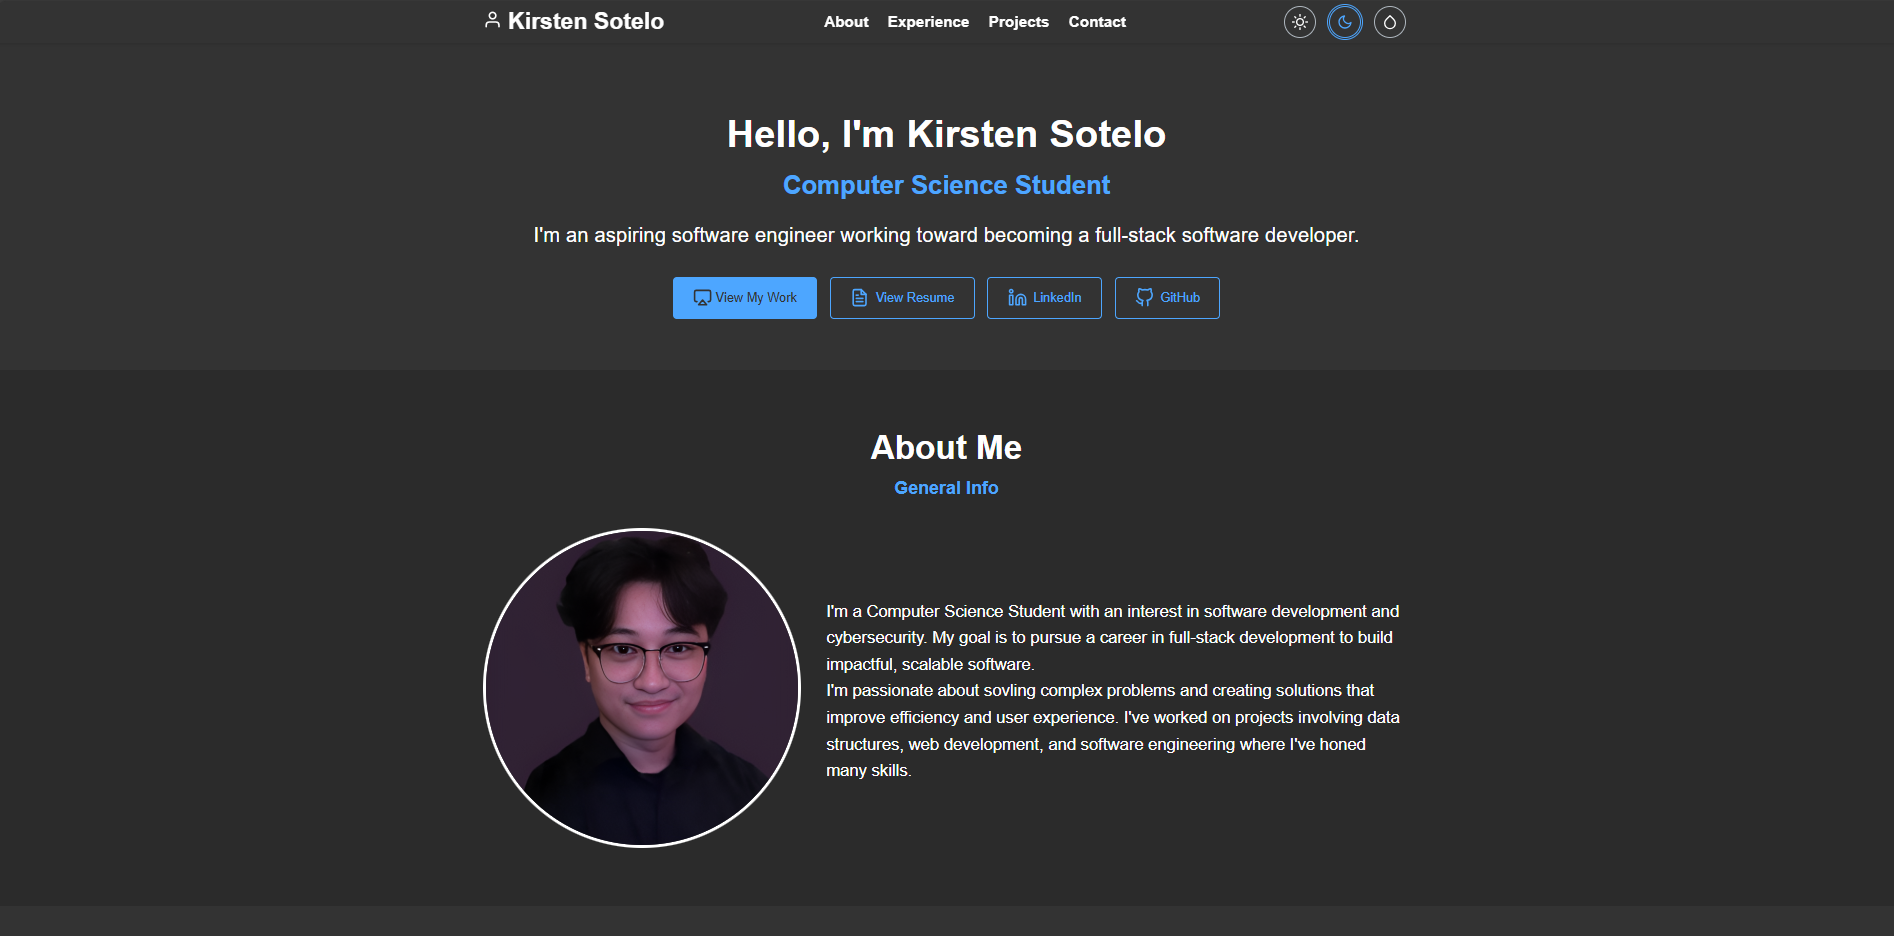 Kirsten Sotelo
About Experience Projects Contact
Hello, I'm Kirsten Sotelo
Computer Science Student
I'm an aspiring software engineer working toward becoming a full-stack software developer.
View My Work View Resume LinkedIn GitHub
About Me
General Info
I'm a Computer Science Student with an interest in software development and
cybersecurity. My goal is to pursue a career in full-stack development to build
impactful, scalable software.
I'm passionate about sovling complex problems and creating solutions that
improve efficiency and user experience. I've worked on projects involving data
structures, web development, and software engineering where I've honed
many skills.